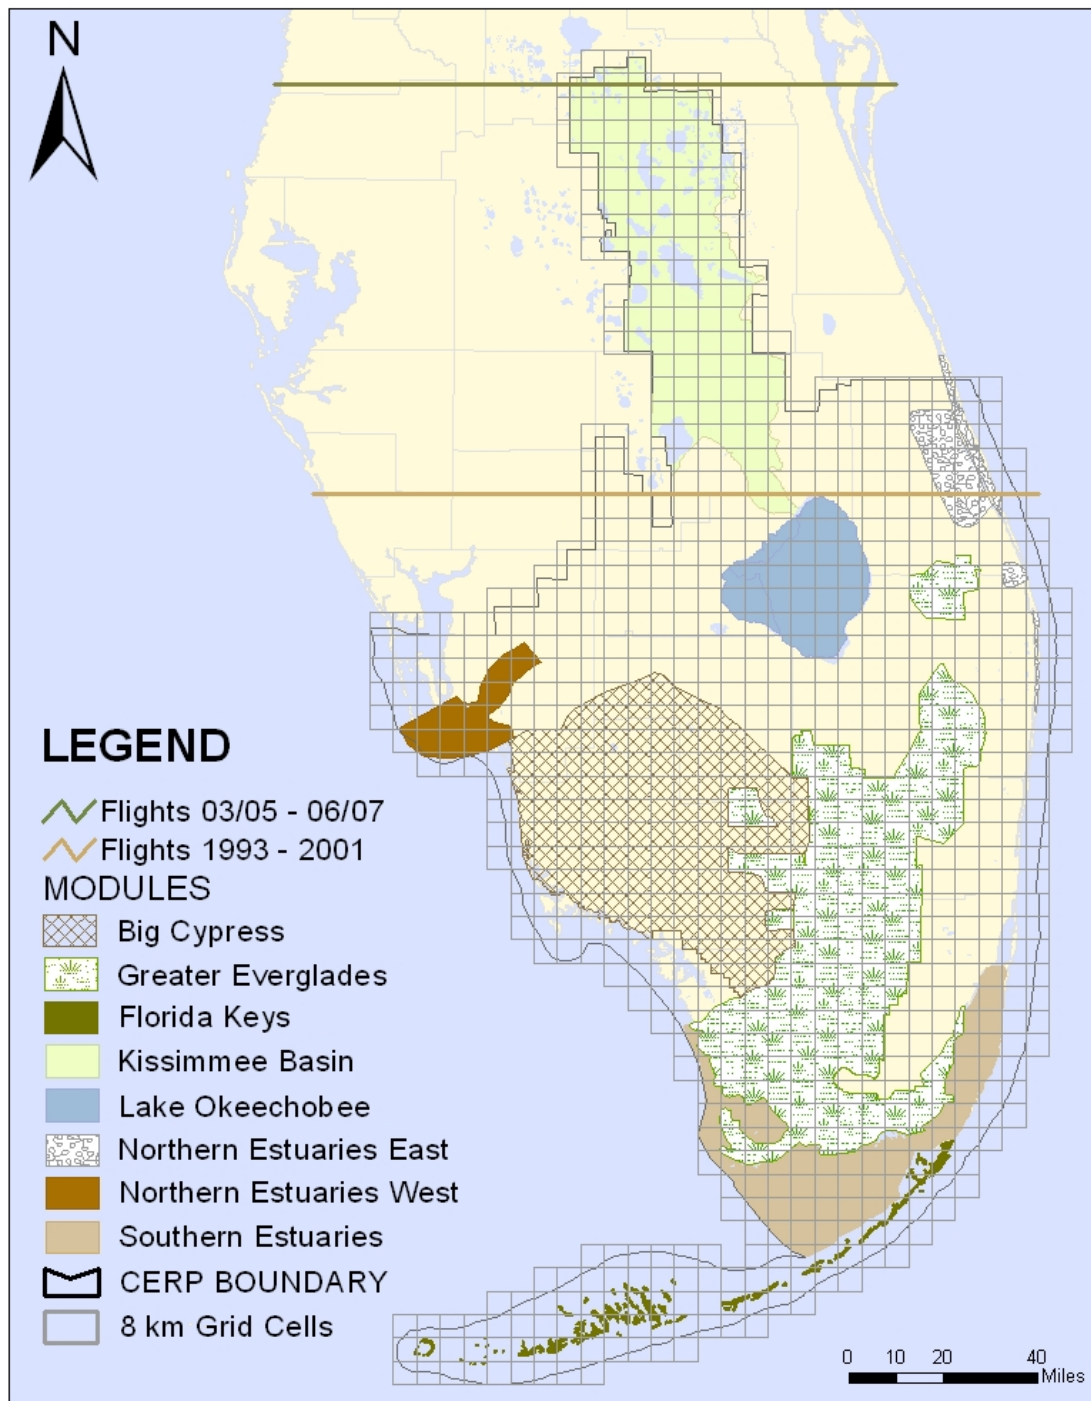 N
LEGEND
Flights 03/05 - 06/07
Flights 1993 - 2001
MODULES
Big Cypress
Greater Everglades
Florida Keys
Kissimmee Basin
Lake Okeechobee
Northern Estuaries East
Northern Estuaries West
Southern Estuaries
CERP BOUNDARY
8 km Grid Cells
0 10 20 40
Miles